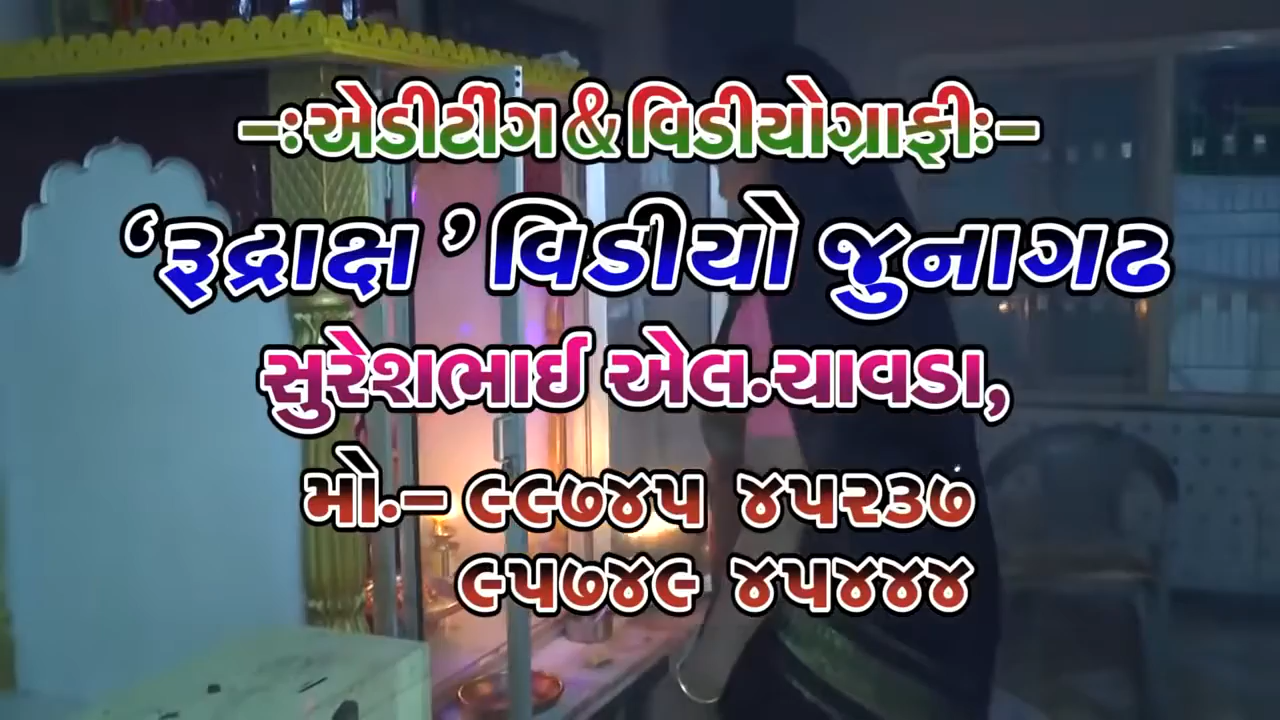 -ઃએડીટીંગ & વિડીયોગ્રાફીઃ-
‘રૂદ્રાક્ષ’ વિડીયો જુનાગઢ
સુરેશભાઈ એલ.ચાવડા,
મો.- ૯૯૭૪૫ ૪૫૨૩૭
૯૫૭૪૯ ૪૫૪૪૪